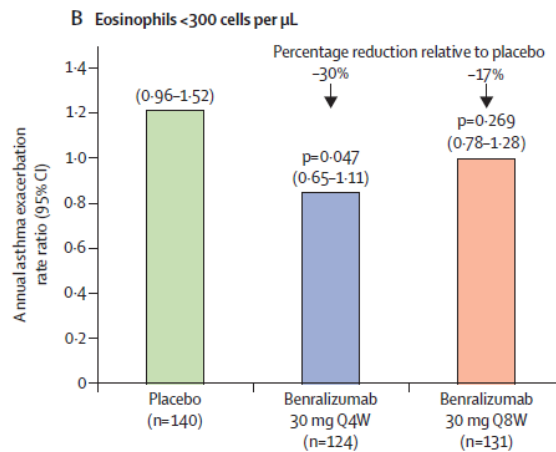 B Eosinophils <300 cells per µL
Percentage reduction relative to placebo
–30%
–17%
Annual asthma exacerbation
rate ratio (95% CI)
1·4
1·2
1·0
0·8
0·6
0·4
0·2
0
(0·96–1·52)
p=0·047
(0·65–1·11)
p=0·269
(0·78–1·28)
Placebo
(n=140)
Benralizumab
30 mg Q4W
(n=124)
Benralizumab
30 mg Q8W
(n=131)